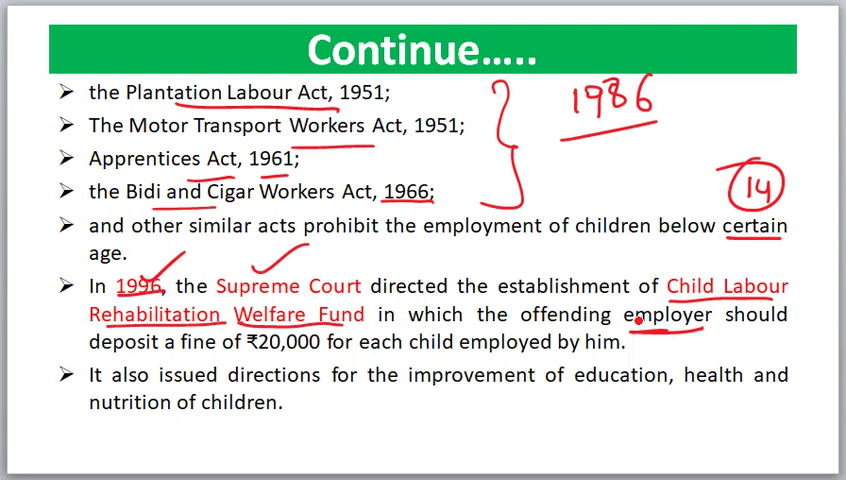 Continue.....
➤ the Plantation Labour Act, 1951;
1986
➤ The Motor Transport Workers Act, 1951;
➤ Apprentices Act, 1961;
➤ the Bidi and Cigar Workers Act, 1966;
14
➤ and other similar acts prohibit the employment of children below certain
age.
➤ In 1996, the Supreme Court directed the establishment of Child Labour
Rehabilitation Welfare Fund in which the offending employer should
deposit a fine of ₹20,000 for each child employed by him.
➤ It also issued directions for the improvement of education, health and
nutrition of children.